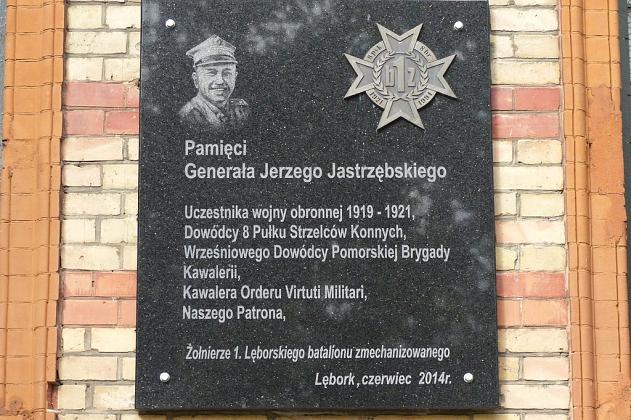 Pamięci
Generała Jerzego Jastrzębskiego
Uczestnika wojny obronnej 1919 - 1921,
Dowódcy 8 Pułku Strzelców Konnych,
Wrześniowego Dowódcy Pomorskiej Brygady
Kawalerii,
Kawalera Orderu Virtuti Militari,
Naszego Patrona,
Żołnierze 1. Lęborskiego batalionu zmechanizowanego
Lębork, czerwiec 2014r.